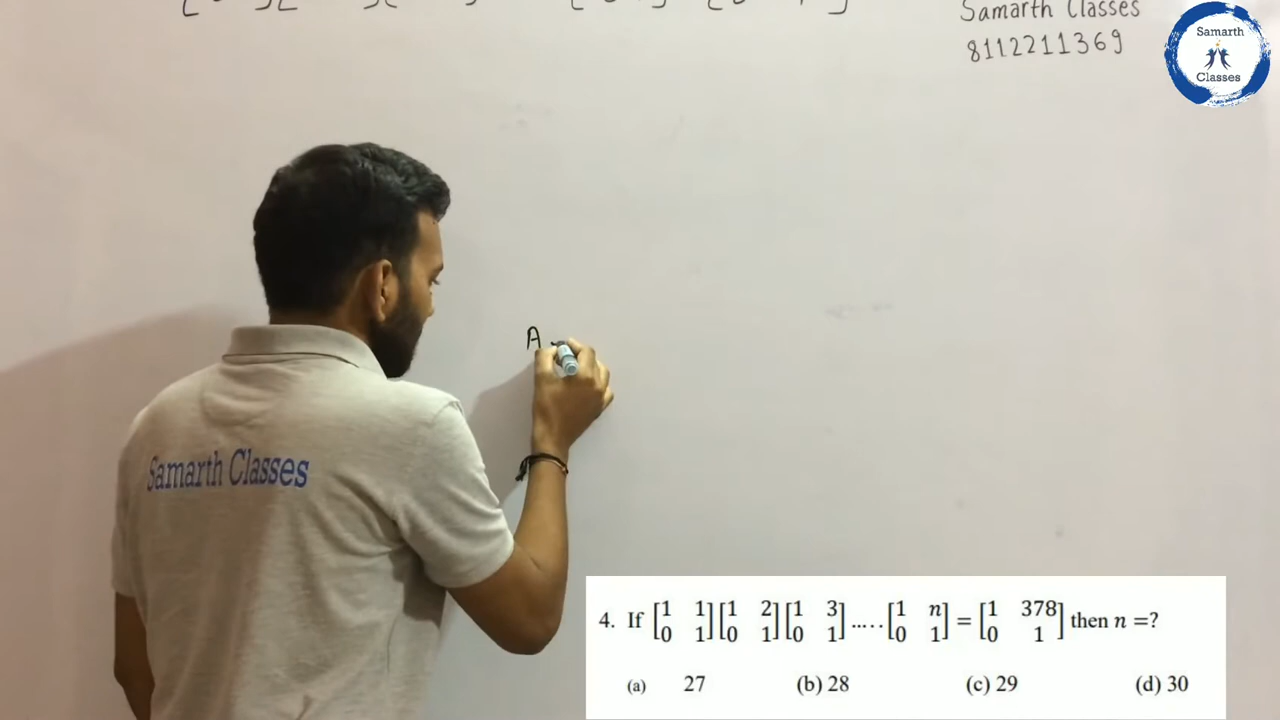 Samarth Classes
8112211369
Samarth
Classes
A
Samarth Classes
4. If [1 1 0 1] [1 2 0 1] [1 3 0 1] ..... [1 n 0 1] = [1 378 0 1] then n =?
(a) 27 (b) 28 (c) 29 (d) 30